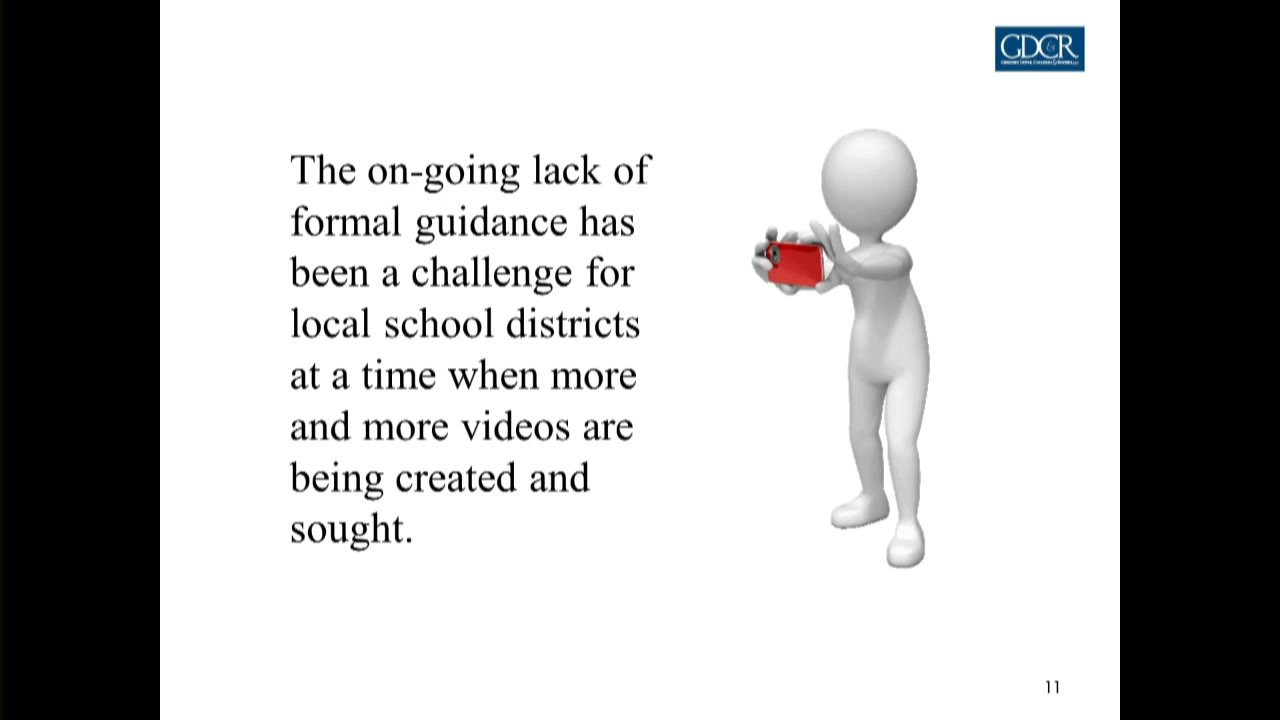 GDC&R
The on-going lack of
formal guidance has
been a challenge for
local school districts
at a time when more
and more videos are
being created and
sought.
11